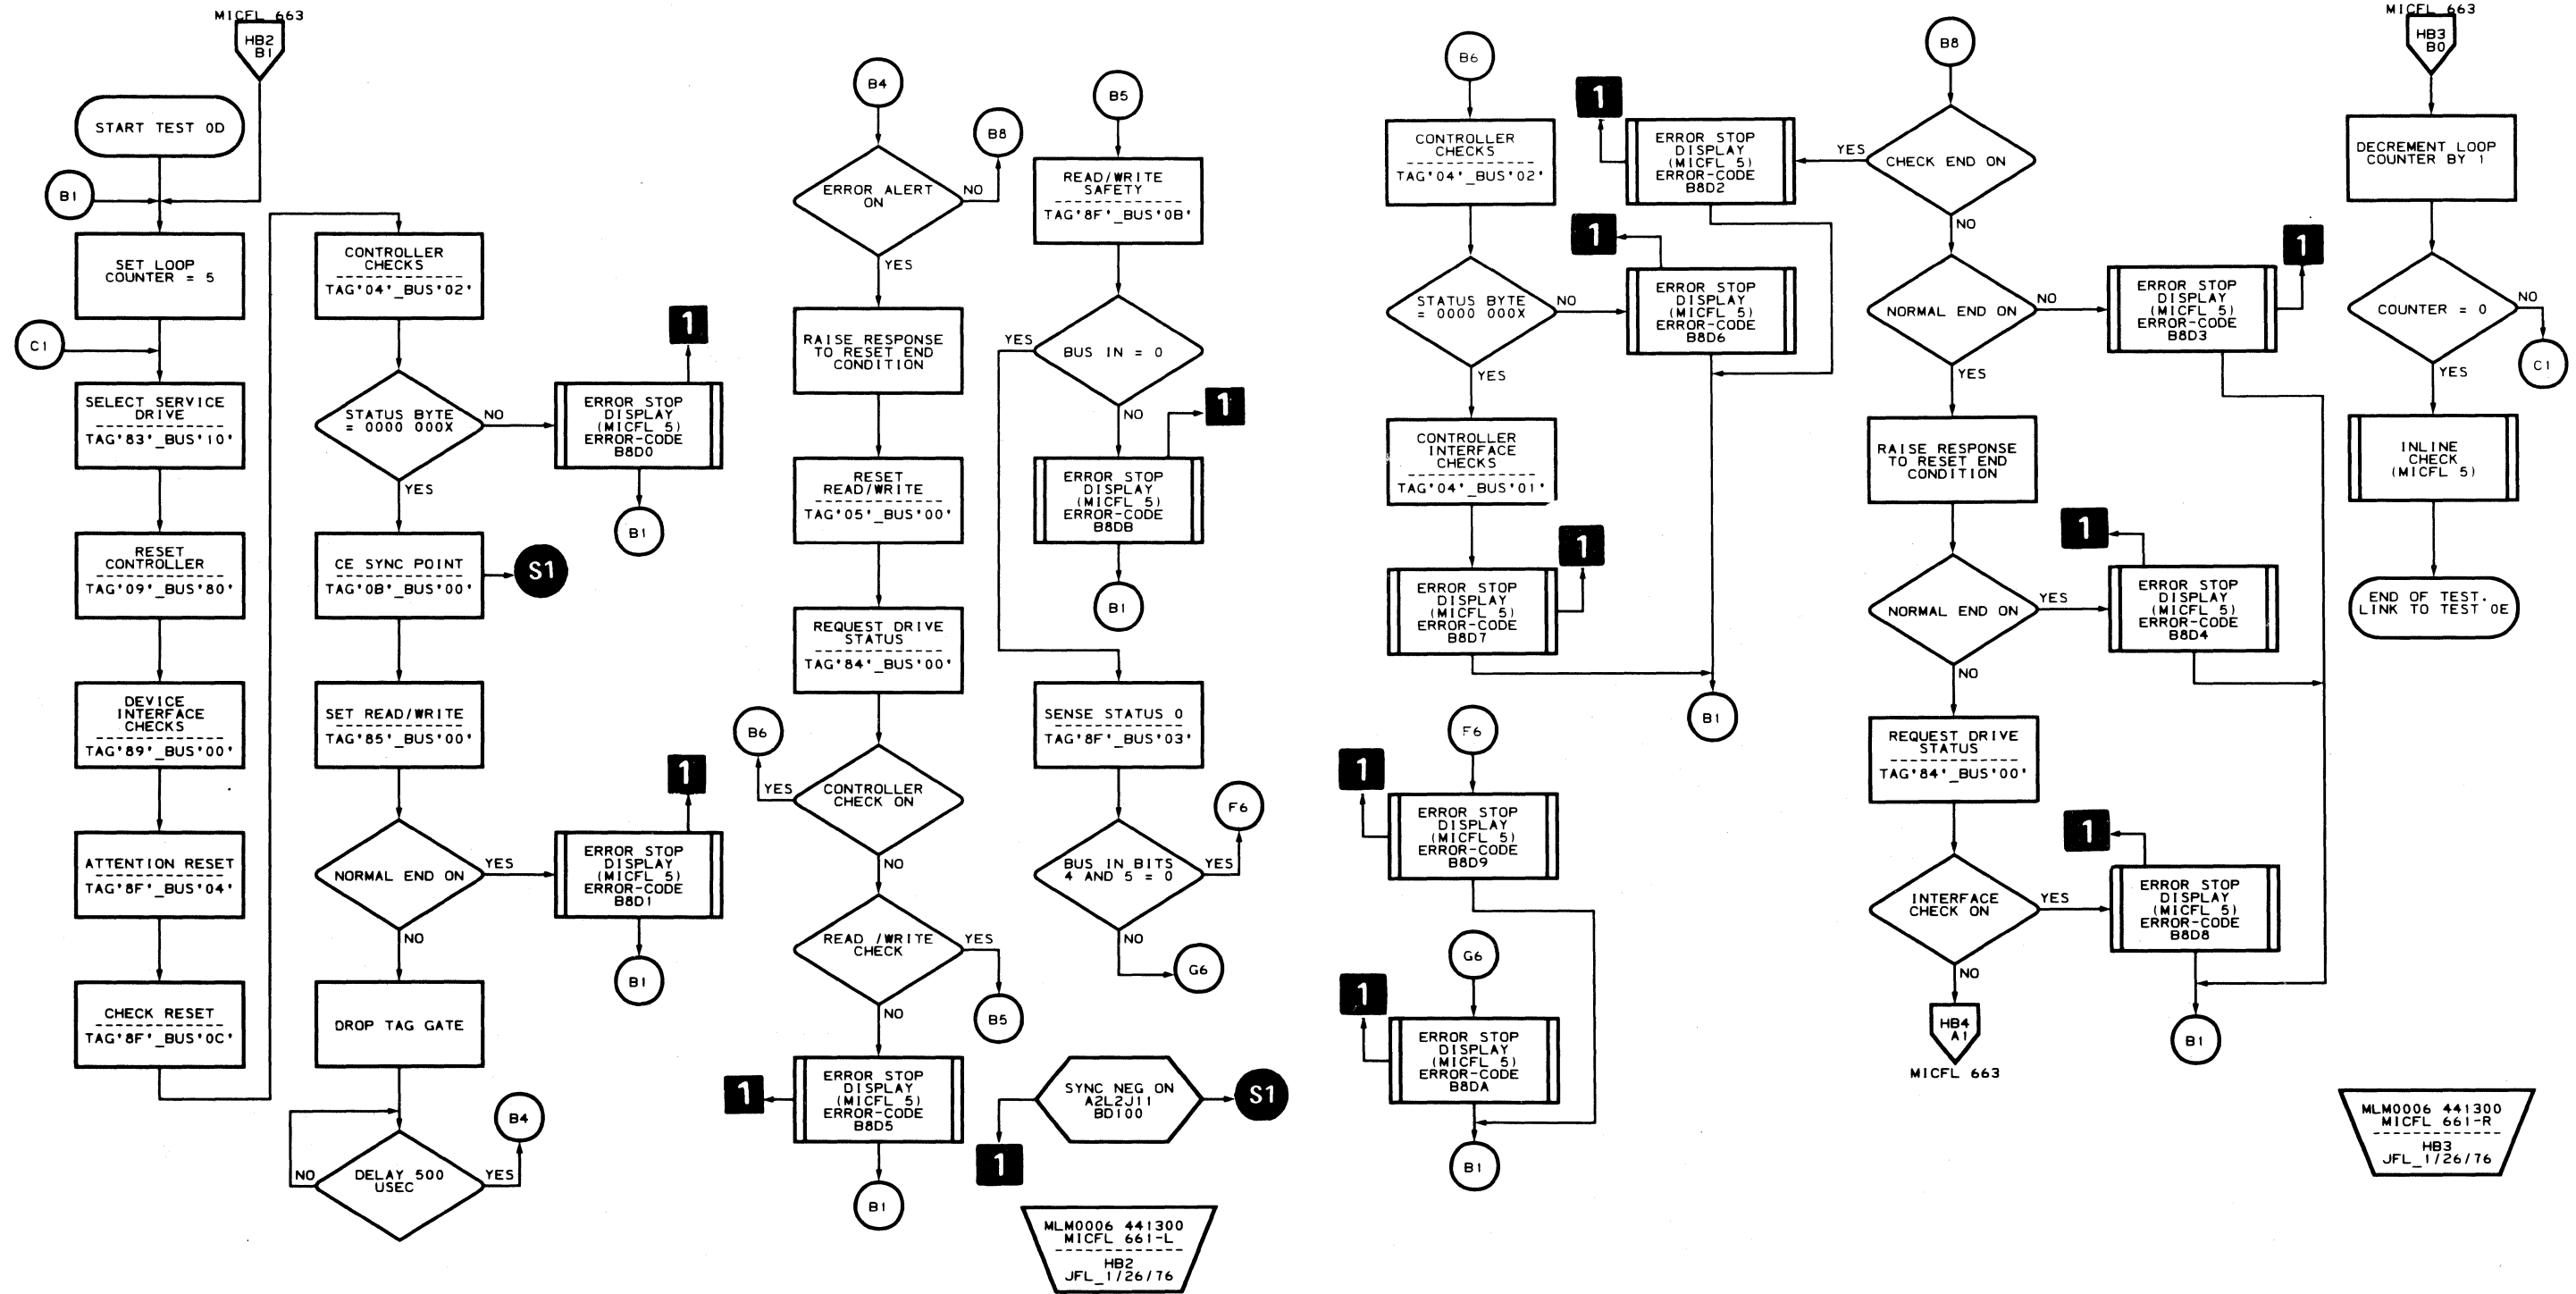 MICFL 663
HB2
B1
START TEST 0D
B1
SET LOOP
COUNTER = 5
C1
SELECT SERVICE
DRIVE
TAG'83'_BUS'10'
RESET
CONTROLLER
TAG'09'_BUS'80'
DEVICE
INTERFACE
CHECKS
TAG'89'_BUS'00'
ATTENTION RESET
TAG'8F'_BUS'04'
CHECK RESET
TAG'8F'_BUS'0C'
CONTROLLER
CHECKS
TAG'04'_BUS'02'
STATUS BYTE
= 0000 000X
NO
YES
1
ERROR STOP
DISPLAY
(MICFL 5)
ERROR-CODE
B8D0
B1
CE SYNC POINT
TAG'0B'_BUS'00'
S1
SET READ/WRITE
TAG'85'_BUS'00'
NORMAL END ON
YES
NO
1
ERROR STOP
DISPLAY
(MICFL 5)
ERROR-CODE
B8D1
B1
DROP TAG GATE
DELAY 500
USEC
NO
YES
B4
B4
ERROR ALERT
ON
NO
B8
YES
RAISE RESPONSE
TO RESET END
CONDITION
RESET
READ/WRITE
TAG'05'_BUS'00'
REQUEST DRIVE
STATUS
TAG'84'_BUS'00'
CONTROLLER
CHECK ON
YES
B6
NO
READ /WRITE
CHECK
YES
B5
NO
ERROR STOP
DISPLAY
(MICFL 5)
ERROR-CODE
B8D5
1
B1
B5
READ/WRITE
SAFETY
TAG'8F'_BUS'0B'
BUS IN = 0
YES
NO
1
ERROR STOP
DISPLAY
(MICFL 5)
ERROR-CODE
B8DB
B1
SENSE STATUS 0
TAG'8F'_BUS'03'
BUS IN BITS
4 AND 5 = 0
YES
F6
NO
G6
SYNC NEG ON
A2L2J11
BD100
S1
1
MLM0006 441300
MICFL 661-L
HB2
JFL_1/26/76
B6
CONTROLLER
CHECKS
TAG'04'_BUS'02'
STATUS BYTE
= 0000 000X
NO
YES
CONTROLLER
INTERFACE
CHECKS
TAG'04'_BUS'01'
1
ERROR STOP
DISPLAY
(MICFL 5)
ERROR-CODE
B8D7
1
ERROR STOP
DISPLAY
(MICFL 5)
ERROR-CODE
B8D2
1
ERROR STOP
DISPLAY
(MICFL 5)
ERROR-CODE
B8D6
B1
F6
1
ERROR STOP
DISPLAY
(MICFL 5)
ERROR-CODE
B8D9
G6
1
ERROR STOP
DISPLAY
(MICFL 5)
ERROR-CODE
B8DA
B1
B8
CHECK END ON
YES
NO
NORMAL END ON
NO
YES
1
ERROR STOP
DISPLAY
(MICFL 5)
ERROR-CODE
B8D3
RAISE RESPONSE
TO RESET END
CONDITION
NORMAL END ON
YES
NO
1
ERROR STOP
DISPLAY
(MICFL 5)
ERROR-CODE
B8D4
REQUEST DRIVE
STATUS
TAG'84'_BUS'00'
INTERFACE
CHECK ON
YES
NO
1
ERROR STOP
DISPLAY
(MICFL 5)
ERROR-CODE
B8D8
B1
HB4
A1
MICFL 663
MICFL 663
HB3
B0
DECREMENT LOOP
COUNTER BY 1
COUNTER = 0
NO
C1
YES
INLINE
CHECK
(MICFL 5)
END OF TEST.
LINK TO TEST 0E
MLM0006 441300
MICFL 661-R
HB3
JFL_1/26/76